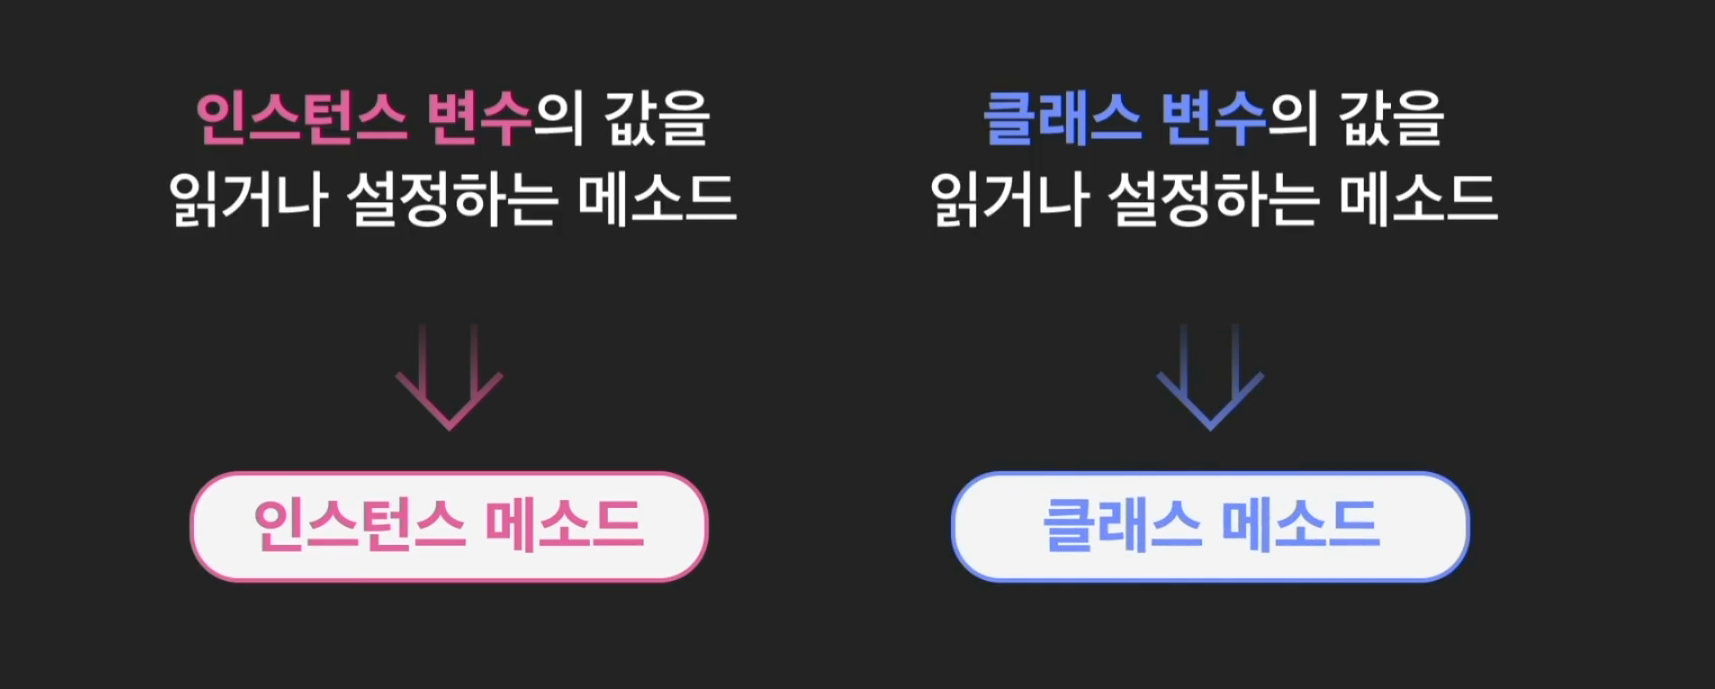 인스턴스 변수의 값을
읽거나 설정하는 메소드
인스턴스 메소드
클래스 변수의 값을
읽거나 설정하는 메소드
클래스 메소드